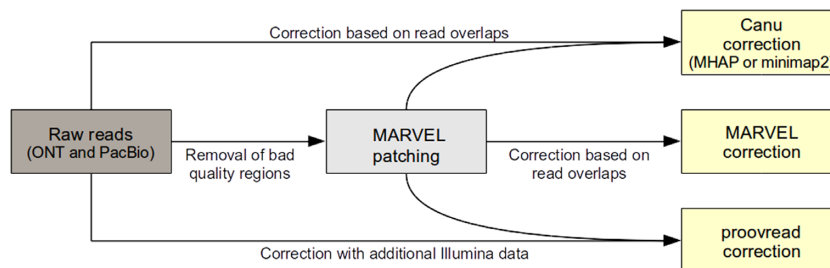 Correction based on read overlaps
Canu
correction
(MHAP or minimap2)
Raw reads
(ONT and PacBio)
Removal of bad
quality regions
MARVEL
patching
Correction based on
read overlaps
MARVEL
correction
Correction with additional Illumina data
proovread
correction